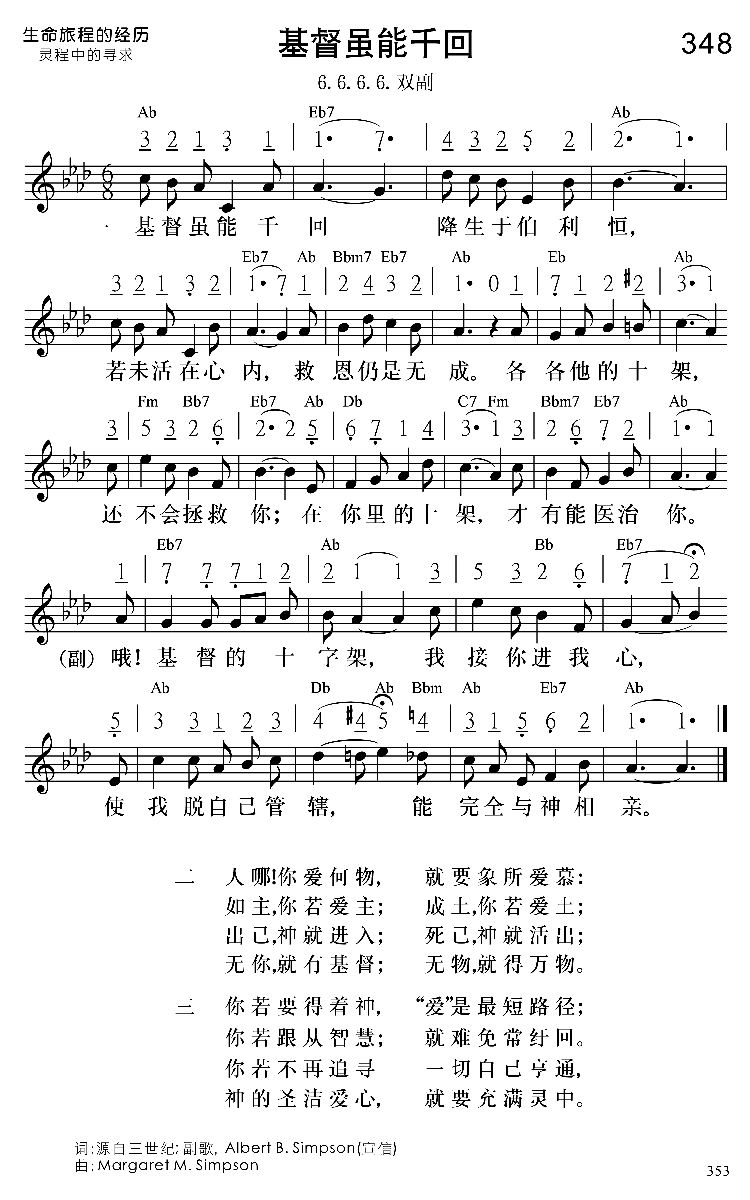 生命旅程的经历
灵程中的寻求
基督虽能千回
348
6. 6. 6. 6. 双副
Ab Eb7 Ab
3 2 1 3 1 | 1· 7· | 4 3 2 5 2 | 2· 1· |
6/8
一 基督虽能千回 降生于伯利恒,
Eb7 Ab Bbm7 Eb7 Ab Eb Ab
3 2 1 3 2 | 1· 7 1 | 2 4 3 2 | 1· 0 1 | 7 1 2 #2 | 3· 1
若未活在心内, 救恩仍是无成。各各他的十架,
Fm Bb7 Eb7 Ab Db C7 Fm Bbm7 Eb7 Ab
3 | 5 3 2 6 | 2· 2 5 | 6 7 1 4 | 3· 1 3 | 2 6 7 2 | 1· 1
还不会拯救你; 在你里的十架, 才有能医治你。
Eb7 Ab Bb Eb7
1 | 7 7 7 1 2 | 2 1 1 3 | 5 3 2 6 | 7 1 2
(副) 哦! 基督的十字架, 我接你进我心,
Ab Db Ab Bbm Ab Eb7 Ab
5 | 3 3 1 2 3 | 4 #4 5 ♮4 | 3 1 5 6 2 | 1· 1·
使我脱自己管辖, 能完全与神相亲。
二 人哪!你爱何物, 就要象所爱慕:
如主,你若爱主; 成土,你若爱土;
出己,神就进入; 死己,神就活出;
无你,就有基督; 无物,就得万物。
三 你若要得着神, “爱”是最短路径;
你若跟从智慧; 就难免常纡回。
你若不再追寻 一切自己亨通,
神的圣洁爱心, 就要充满灵中。
词:源自三世纪; 副歌, Albert B. Simpson(宣信)
曲: Margaret M. Simpson
353